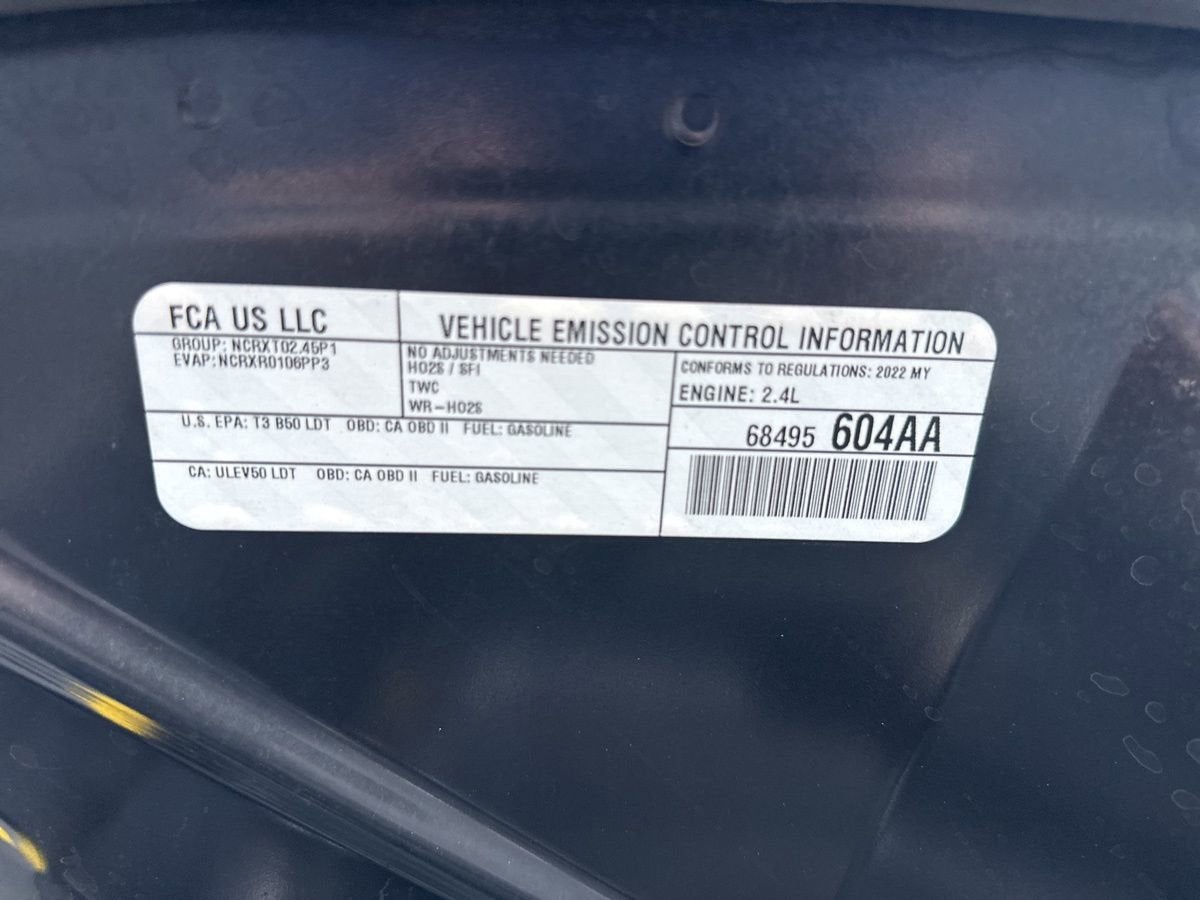 FCA US LLC
VEHICLE EMISSION CONTROL INFORMATION
GROUP: NCRXT02.45P1
EVAP: NCRXR0106PP3
NO ADJUSTMENTS NEEDED
HO2S / SFI
TWC
WR-HO2S
CONFORMS TO REGULATIONS: 2022 MY
ENGINE: 2.4L
68495 604AA
U.S. EPA: T3 B50 LDT OBD: CA OBD II FUEL: GASOLINE
CA: ULEV50 LDT OBD: CA OBD II FUEL: GASOLINE